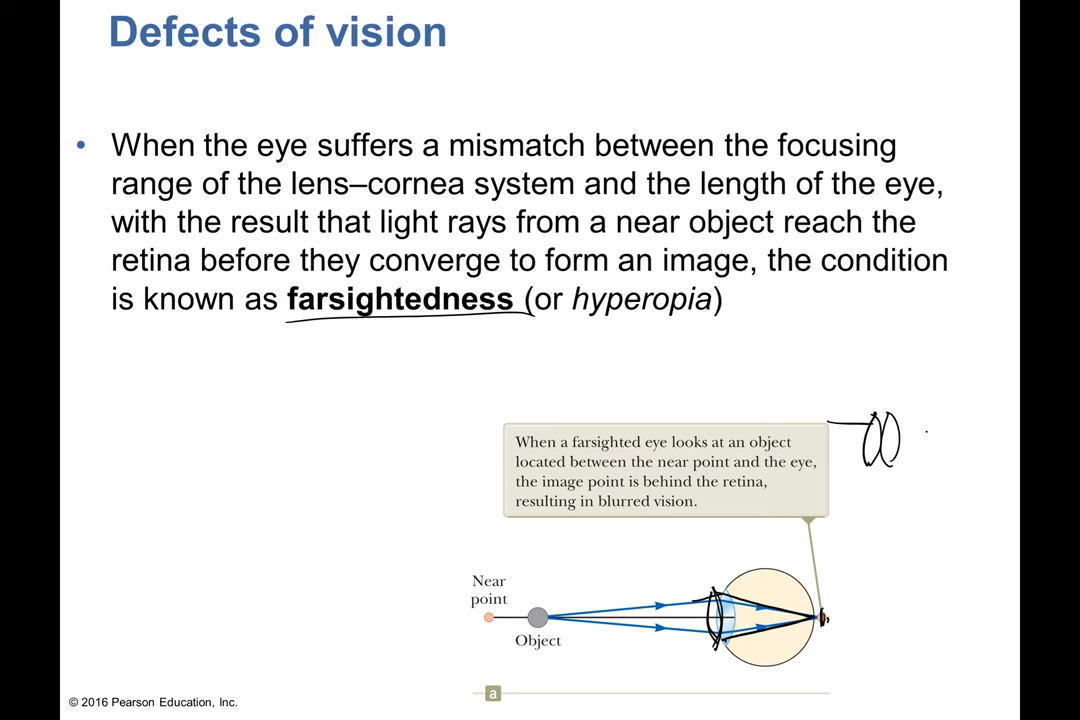 Defects of vision
• When the eye suffers a mismatch between the focusing
range of the lens–cornea system and the length of the eye,
with the result that light rays from a near object reach the
retina before they converge to form an image, the condition
is known as farsightedness (or hyperopia)
When a farsighted eye looks at an object
located between the near point and the eye,
the image point is behind the retina,
resulting in blurred vision.
Near
point
Object
a
© 2016 Pearson Education, Inc.